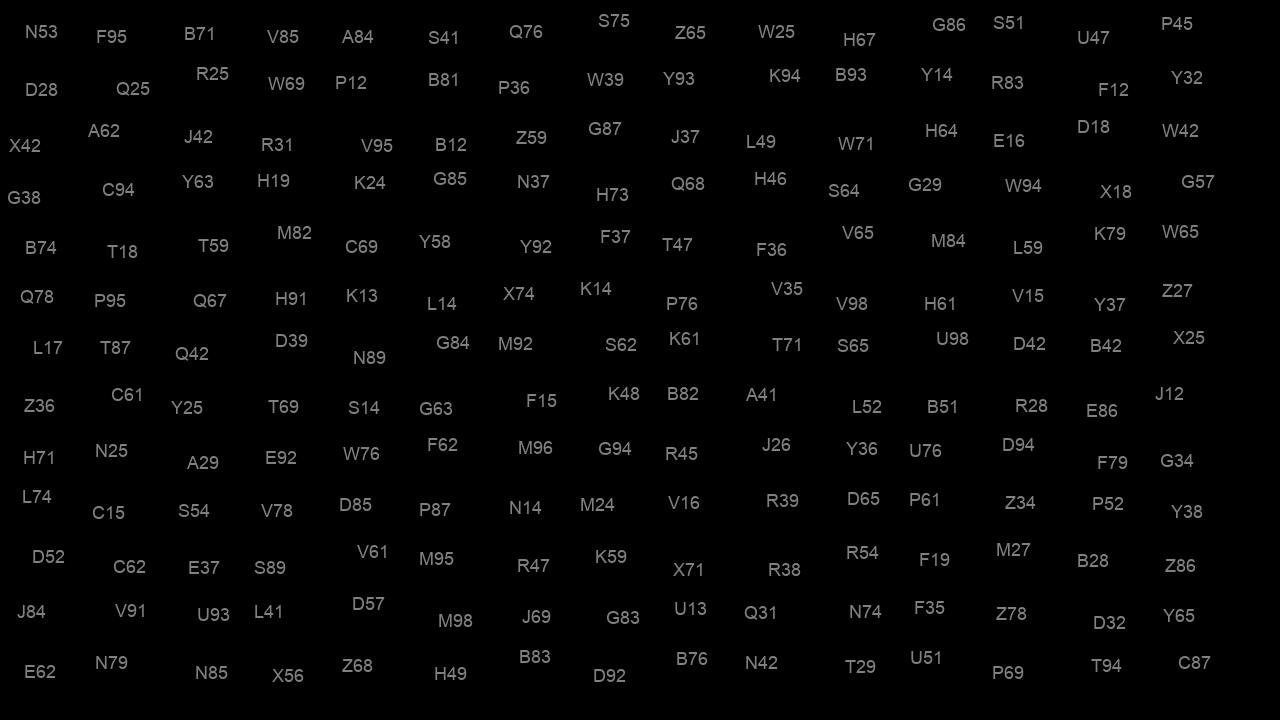 N53 F95 B71 V85 A84 S41 Q76 S75 Z65 W25 H67 G86 S51 U47 P45
D28 Q25 R25 W69 P12 B81 P36 W39 Y93 K94 B93 Y14 R83 F12 Y32
X42 A62 J42 R31 V95 B12 Z59 G87 J37 L49 W71 H64 E16 D18 W42
G38 C94 Y63 H19 K24 G85 N37 H73 Q68 H46 S64 G29 W94 X18 G57
B74 T18 T59 M82 C69 Y58 Y92 F37 T47 F36 V65 M84 L59 K79 W65
Q78 P95 Q67 H91 K13 L14 X74 K14 P76 V35 V98 H61 V15 Y37 Z27
L17 T87 Q42 D39 N89 G84 M92 S62 K61 T71 S65 U98 D42 B42 X25
Z36 C61 Y25 T69 S14 G63 F15 K48 B82 A41 L52 B51 R28 E86 J12
H71 N25 A29 E92 W76 F62 M96 G94 R45 J26 Y36 U76 D94 F79 G34
L74 C15 S54 V78 D85 P87 N14 M24 V16 R39 D65 P61 Z34 P52 Y38
D52 C62 E37 S89 V61 M95 R47 K59 X71 R38 R54 F19 M27 B28 Z86
J84 V91 U93 L41 D57 M98 J69 G83 U13 Q31 N74 F35 Z78 D32 Y65
E62 N79 N85 X56 Z68 H49 B83 D92 B76 N42 T29 U51 P69 T94 C87